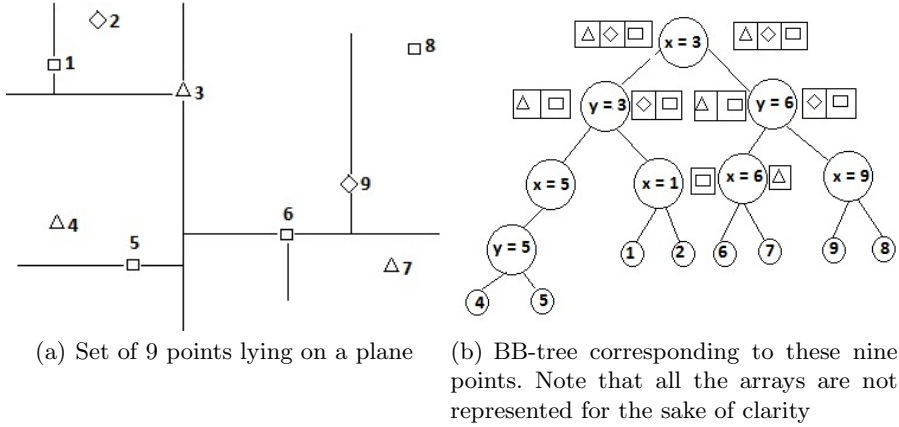 2
1
8
3
9
4
5
6
7
x = 3
y = 3
y = 6
x = 5
x = 1
x = 6
x = 9
y = 5
1
2
6
7
9
8
4
5
(a) Set of 9 points lying on a plane
(b) BB-tree corresponding to these nine
points. Note that all the arrays are not
represented for the sake of clarity